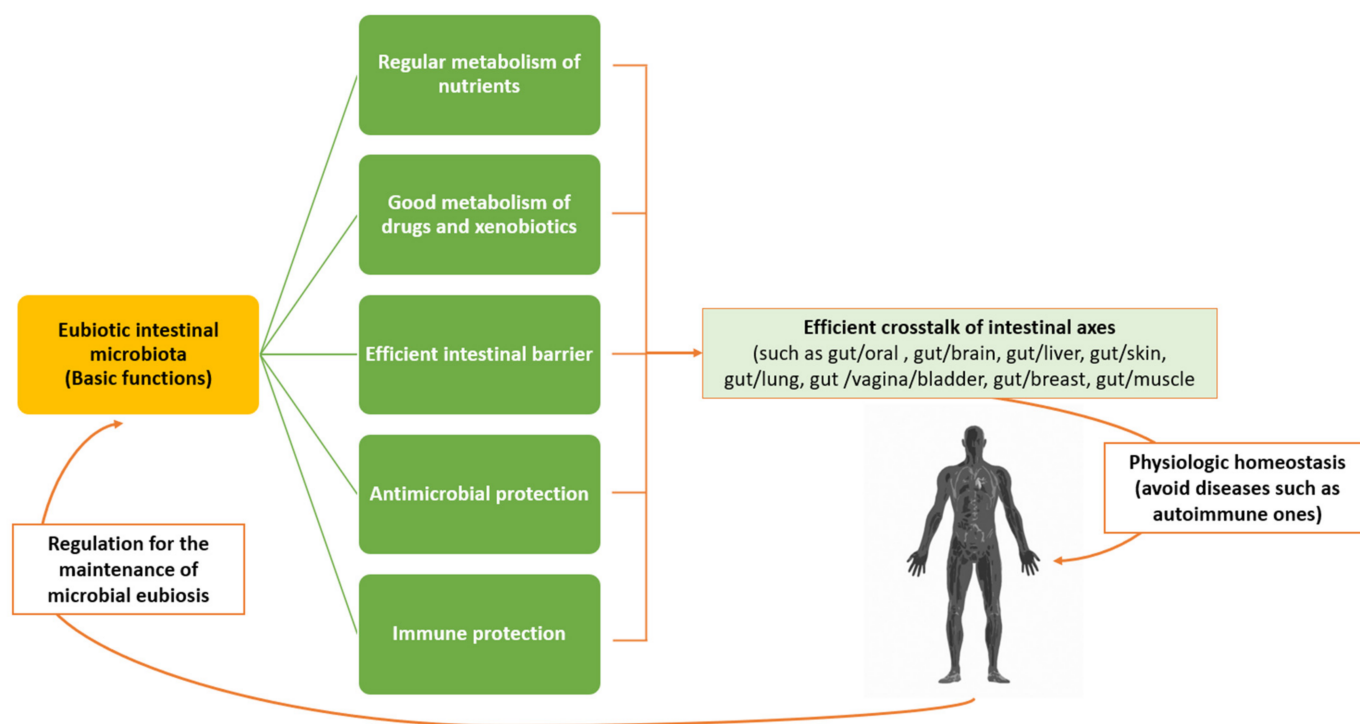 Regular metabolism of
nutrients
Good metabolism of
drugs and xenobiotics
Eubiotic intestinal
microbiota
(Basic functions)
Efficient intestinal barrier
Efficient crosstalk of intestinal axes
(such as gut/oral , gut/brain, gut/liver, gut/skin,
gut/lung, gut /vagina/bladder, gut/breast, gut/muscle
Antimicrobial protection
Physiologic homeostasis
(avoid diseases such as
autoimmune ones)
Regulation for the
maintenance of
microbial eubiosis
Immune protection